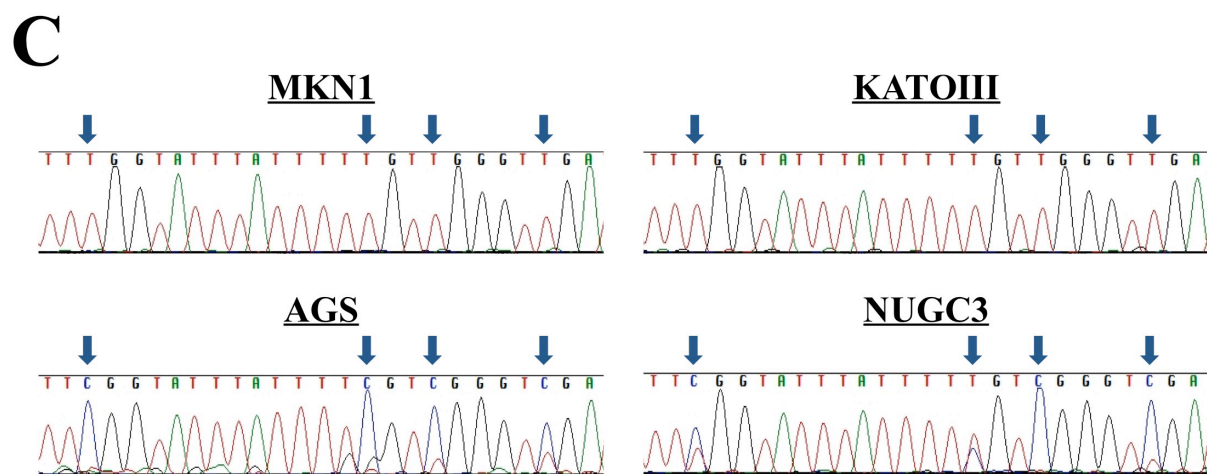 C
MKN1
KATOIII
T T T G G T A T T T A T T T T T G T T G G G T T G A
T T T G G T A T T T A T T T T T G T T G G G T T G A
AGS
NUGC3
T T C G G T A T T T A T T T T C G T C G G G T C G A
T T C G G T A T T T A T T T T T G T C G G G T C G A